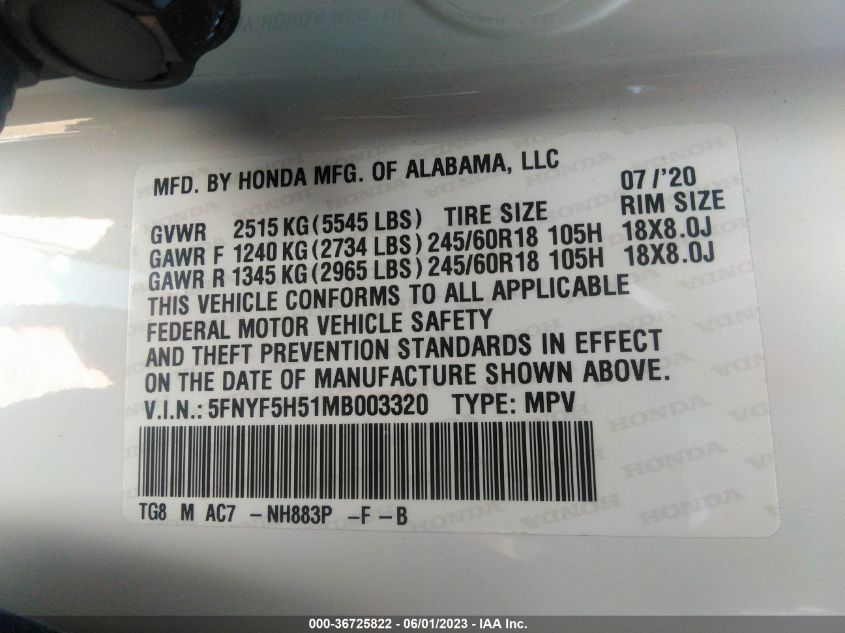 MFD. BY HONDA MFG. OF ALABAMA, LLC 07/'20
GVWR 2515 KG (5545 LBS) TIRE SIZE RIM SIZE
GAWR F 1240 KG (2734 LBS) 245/60R18 105H 18X8.0J
GAWR R 1345 KG (2965 LBS) 245/60R18 105H 18X8.0J
THIS VEHICLE CONFORMS TO ALL APPLICABLE
FEDERAL MOTOR VEHICLE SAFETY
AND THEFT PREVENTION STANDARDS IN EFFECT
ON THE DATE OF MANUFACTURE SHOWN ABOVE.
V.I.N.: 5FNYF5H51MB003320 TYPE: MPV
TG8 M AC7 -NH883P -F -B
000-36725822 - 06/01/2023 - IAA Inc.